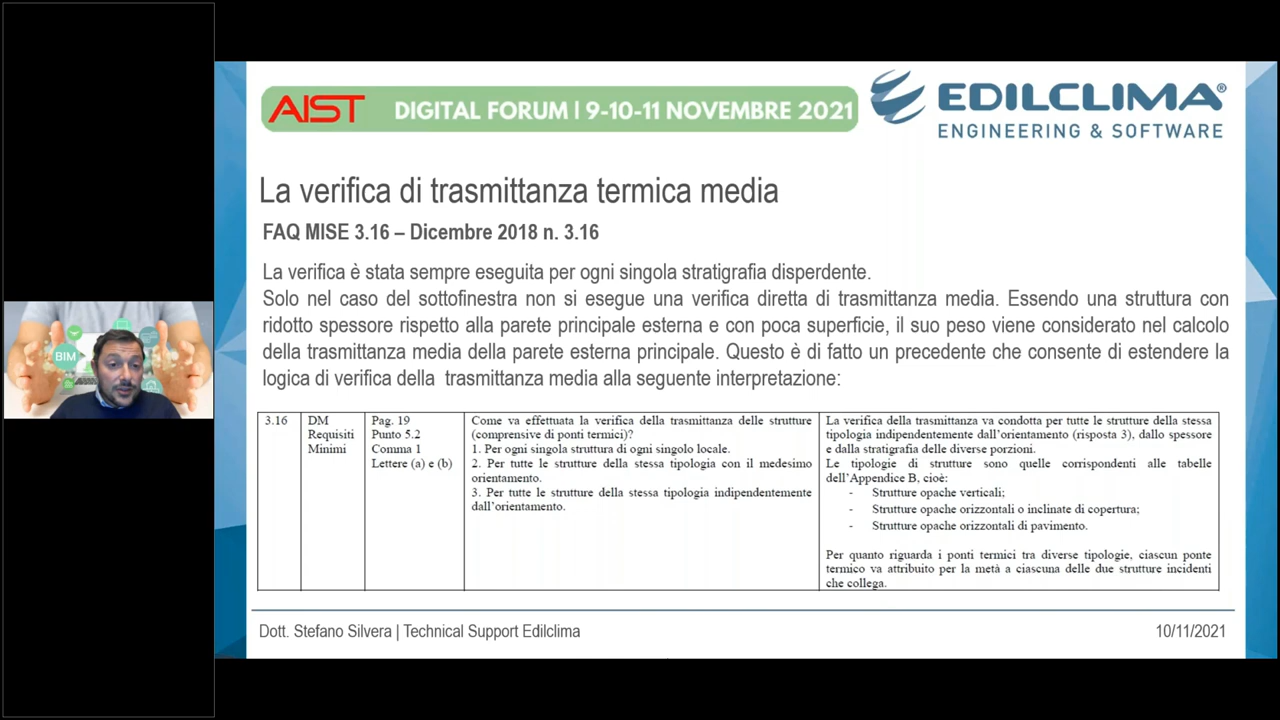 AIST DIGITAL FORUM | 9-10-11 NOVEMBRE 2021
EDILCLIMA®
ENGINEERING & SOFTWARE
La verifica di trasmittanza termica media
FAQ MISE 3.16 – Dicembre 2018 n. 3.16
La verifica è stata sempre eseguita per ogni singola stratigrafia disperdente.
Solo nel caso del sottofinestra non si esegue una verifica diretta di trasmittanza media. Essendo una struttura con
ridotto spessore rispetto alla parete principale esterna e con poca superficie, il suo peso viene considerato nel calcolo
della trasmittanza media della parete esterna principale. Questo è di fatto un precedente che consente di estendere la
logica di verifica della trasmittanza media alla seguente interpretazione:
3.16
DM
Requisiti
Minimi
Pag. 19
Punto 5.2
Comma 1
Lettere (a) e (b)
Come va effettuata la verifica della trasmittanza delle strutture
(comprensive di ponti termici)?
1. Per ogni singola struttura di ogni singolo locale.
2. Per tutte le strutture della stessa tipologia con il medesimo
orientamento.
3. Per tutte le strutture della stessa tipologia indipendentemente
dall'orientamento.
La verifica della trasmittanza va condotta per tutte le strutture della stessa
tipologia indipendentemente dall'orientamento (risposta 3), dallo spessore
e dalla stratigrafia delle diverse porzioni.
Le tipologie di strutture sono quelle corrispondenti alle tabelle
dell'Appendice B, cioè:
- Strutture opache verticali;
- Strutture opache orizzontali o inclinate di copertura;
- Strutture opache orizzontali di pavimento.
Per quanto riguarda i ponti termici tra diverse tipologie, ciascun ponte
termico va attribuito per la metà a ciascuna delle due strutture incidenti
che collega.
BIM
Dott. Stefano Silvera | Technical Support Edilclima
10/11/2021